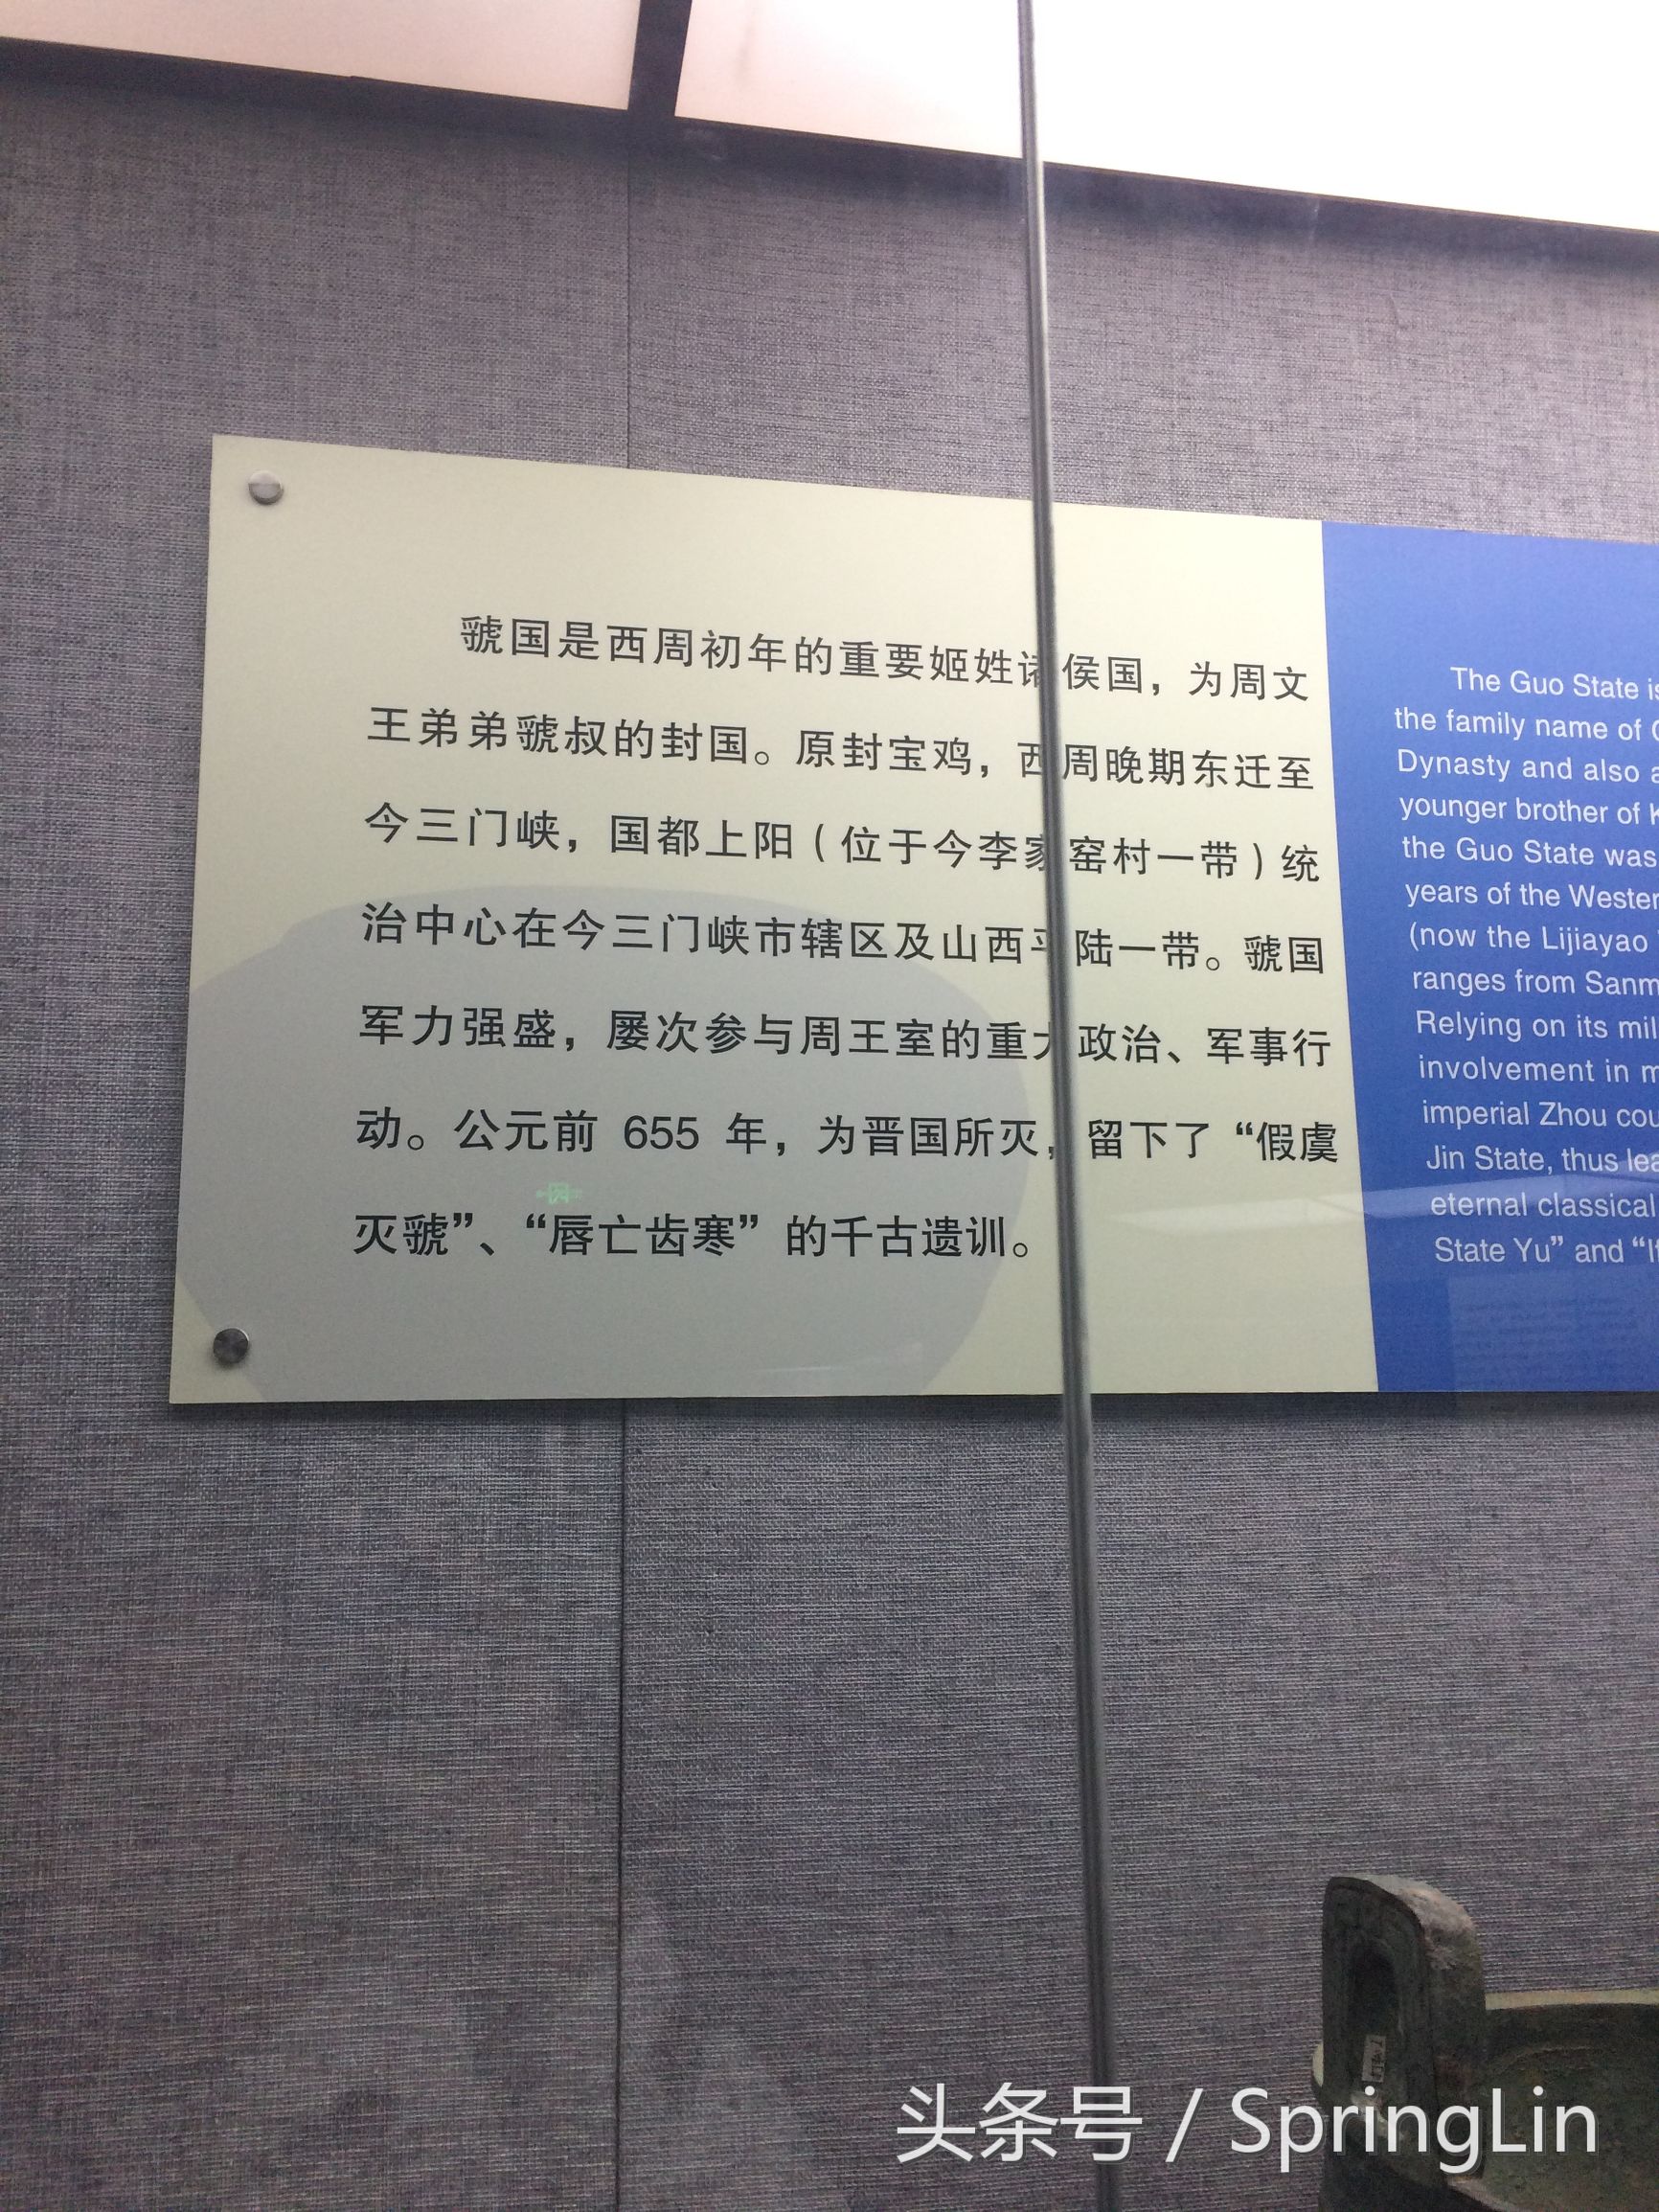 虢国是西周初年的重要姬姓诸侯国，为周文
王弟弟虢叔的封国。原封宝鸡，西周晚期东迁至
今三门峡，国都上阳（位于今李家窑村一带）统
治中心在今三门峡市辖区及山西平陆一带。虢国
军力强盛，屡次参与周王室的重大政治、军事行
动。公元前 655 年，为晋国所灭，留下了“假虞
灭虢”、“唇亡齿寒”的千古遗训。
The Guo State is
the family name of
Dynasty and also a
younger brother of
the Guo State was
years of the Wester
(now the Lijiayao
ranges from Sanm
Relying on its mil
involvement in m
imperial Zhou cou
Jin State, thus lea
eternal classical
State Yu” and “It
头条号 / SpringLin